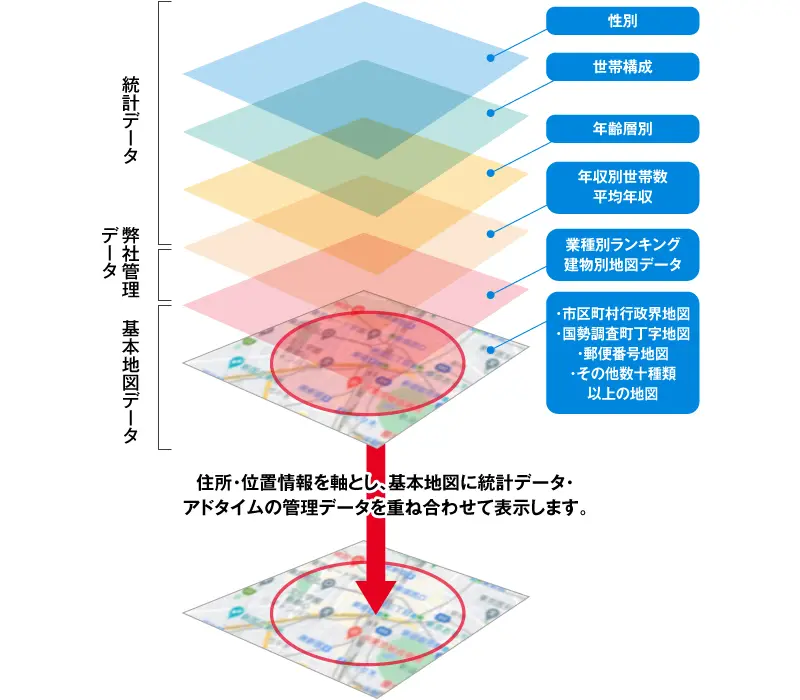 性別
世帯構成
年齢層別
年収別世帯数
平均年収
業種別ランキング
建物別地図データ
・市区町村行政界地図
・国勢調査町丁字地図
・郵便番号地図
・その他数十種類
以上の地図
統計データ
弊社管理
データ
基本地図データ
住所・位置情報を軸とし、基本地図に統計データ・
アドタイムの管理データを重ね合わせて表示します。